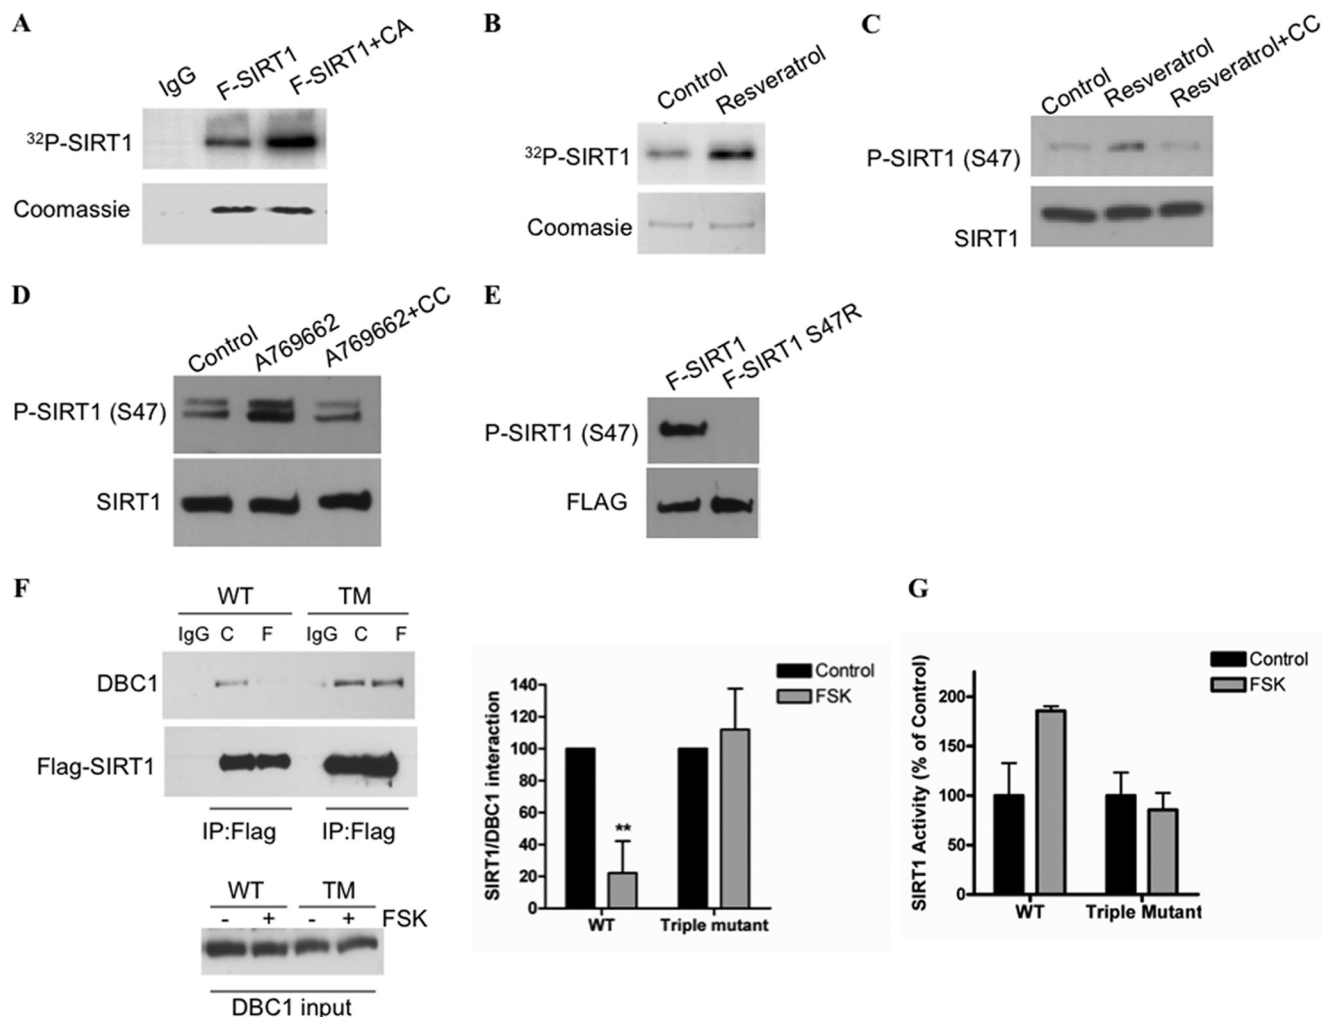 A
IgG
F-SIRT1
F-SIRT1+CA
32P-SIRT1
Coomassie
B
Control
Resveratrol
32P-SIRT1
Coomasie
C
Control
Resveratrol
Resveratrol+CC
P-SIRT1 (S47)
SIRT1
D
Control
A769662
A769662+CC
P-SIRT1 (S47)
SIRT1
E
F-SIRT1
F-SIRT1 S47R
P-SIRT1 (S47)
FLAG
F
WT TM
IgG C F IgG C F
DBC1
Flag-SIRT1
IP:Flag IP:Flag
WT TM
- + - + FSK
DBC1 input
SIRT1/DBC1 interaction
140
120
100
80
60
40
20
0
**
WT Triple mutant
Control
FSK
G
SIRT1 Activity (% of Control)
200
150
100
50
0
WT Triple Mutant
Control
FSK